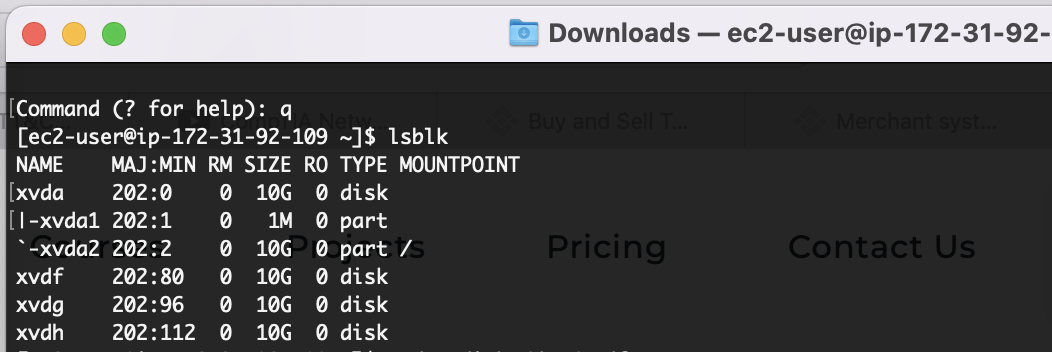 Downloads — ec2-user@ip-172-31-92-
Command (? for help): q
Buy and Sell T...
Merchant syst...
[ec2-user@ip-172-31-92-109 ~]$ lsblk
NAME    MAJ:MIN RM SIZE RO TYPE MOUNTPOINT
xvda    202:0    0  10G  0 disk
|-xvda1 202:1    0   1M  0 part
`-xvda2 202:2    0  10G  0 part /
Courses Projects Pricing Contact Us
xvdf    202:80   0  10G  0 disk
xvdg    202:96   0  10G  0 disk
xvdh    202:112  0  10G  0 disk